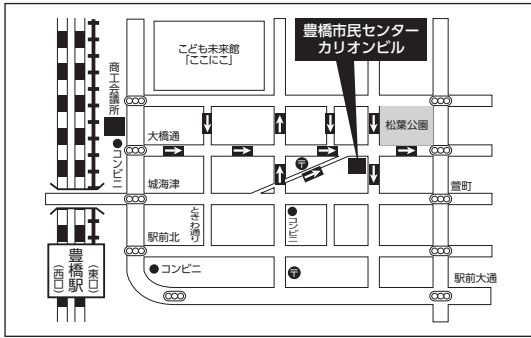 豊橋市民センター
カリオンビル
こども未来館
「ここにこ」
商工会議所
コンビニ
大橋通
松葉公園
〒
城海津
萱町
ときわ通り
コンビニ
駅前北
コンビニ
〒
駅前大通
豊橋駅
（東口）
（西口）